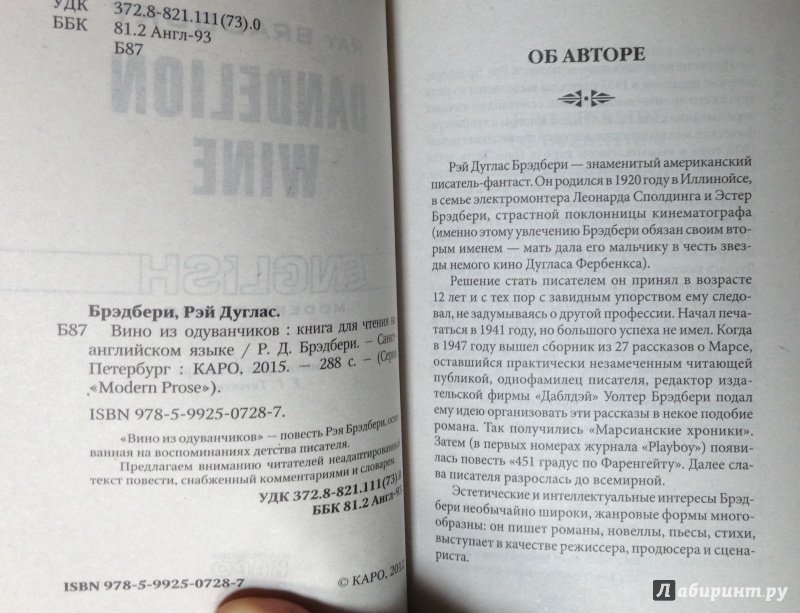 УДК 372.8-821.111(73).0
ББК 81.2 Англ-93
Б87
RAY BRA
DANDELION
WINE
ENGLISH
Брэдбери, Рэй Дуглас.
Б87 Вино из одуванчиков : книга для чтения на
английском языке / Р. Д. Брэдбери. – Санкт-
Петербург : КАРО, 2015. – 288 с. – (Серия
«Modern Prose»).
ISBN 978-5-9925-0728-7.
«Вино из одуванчиков» — повесть Рэя Брэдбери, осно-
ванная на воспоминаниях детства писателя.
Предлагаем вниманию читателей неадаптированный
текст повести, снабженный комментариями и словарем.
УДК 372.8-821.111(73).0
ББК 81.2 Англ-93
ISBN 978-5-9925-0728-7
© КАРО, 2012
ОБ АВТОРЕ
Рэй Дуглас Брэдбери — знаменитый американский
писатель-фантаст. Он родился в 1920 году в Иллинойсе,
в семье электромонтера Леонарда Сполдинга и Эстер
Брэдбери, страстной поклонницы кинематографа
(именно этому увлечению Брэдбери обязан своим вто-
рым именем — мать дала его мальчику в честь звез-
ды немого кино Дугласа Фербенкса).
Решение стать писателем он принял в возрасте
12 лет и с тех пор с завидным упорством ему следо-
вал, не задумываясь о другой профессии. Начал печа-
таться в 1941 году, но большого успеха не имел. Когда
в 1947 вышел сборник из 27 рассказов о Марсе,
оставшийся практически незамеченным читающей
публикой, однофамилец писателя, редактор изда-
тельской фирмы «Даблдэй» Уолтер Брэдбери подал
ему идею организовать эти рассказы в некое подобие
романа. Так получились «Марсианские хроники».
Затем (в первых номерах журнала «Playboy») появи-
лась повесть «451 градус по Фаренгейту». Далее сла-
ва писателя разрослась до всемирной.
Эстетические и интеллектуальные интересы Брэд-
бери необычайно широки, жанровые формы много-
образны: он пишет романы, новеллы, пьесы, стихи,
выступает в качестве режиссера, продюсера и сцена-
риста.
Лабиринт.ру